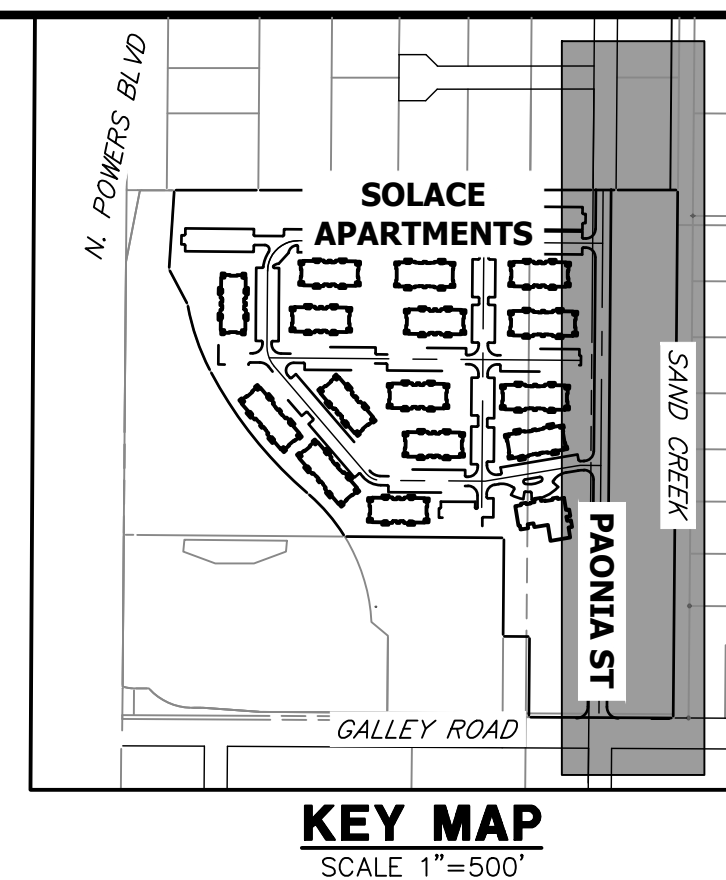 N. POWERS BLVD
SOLACE
APARTMENTS
SAND CREEK
PAONIA ST
GALLEY ROAD
KEY MAP
SCALE 1"=500'